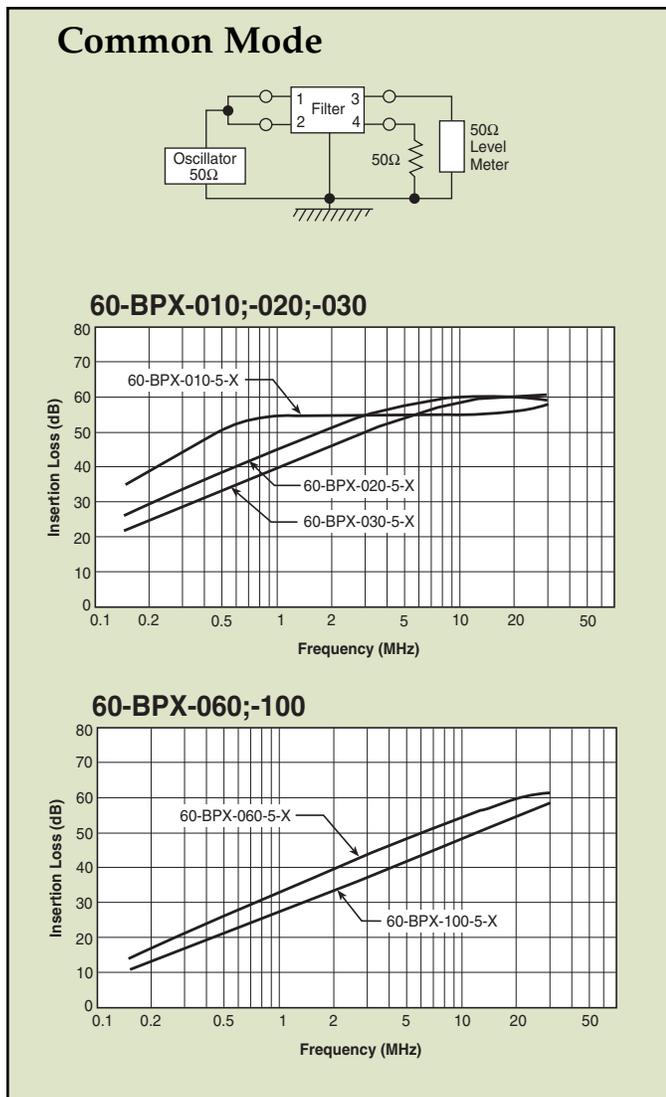 Common Mode
1 Filter 3
2 4
Oscillator
50Ω
50Ω
50Ω
Level
Meter
60-BPX-010;-020;-030
Insertion Loss (dB)
80
70
60
50
40
30
20
10
0
60-BPX-010-5-X
60-BPX-020-5-X
60-BPX-030-5-X
0.1 0.2 0.5 1 2 5 10 20 50
Frequency (MHz)
60-BPX-060;-100
Insertion Loss (dB)
80
70
60
50
40
30
20
10
0
60-BPX-060-5-X
60-BPX-100-5-X
0.1 0.2 0.5 1 2 5 10 20 50
Frequency (MHz)